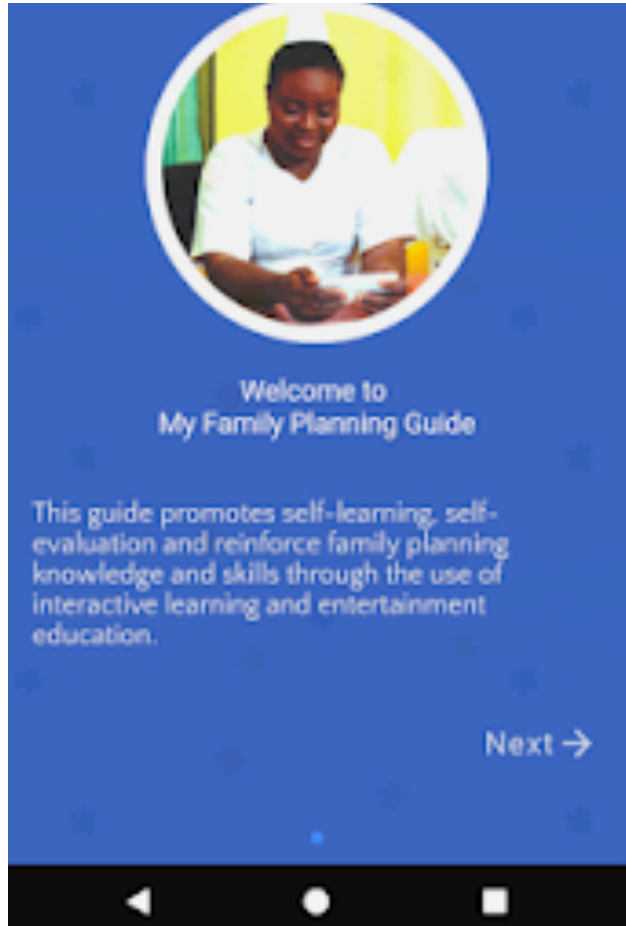 Welcome to
My Family Planning Guide
This guide promotes self-learning, self-
evaluation and reinforce family planning
knowledge and skills through the use of
interactive learning and entertainment
education.
Next